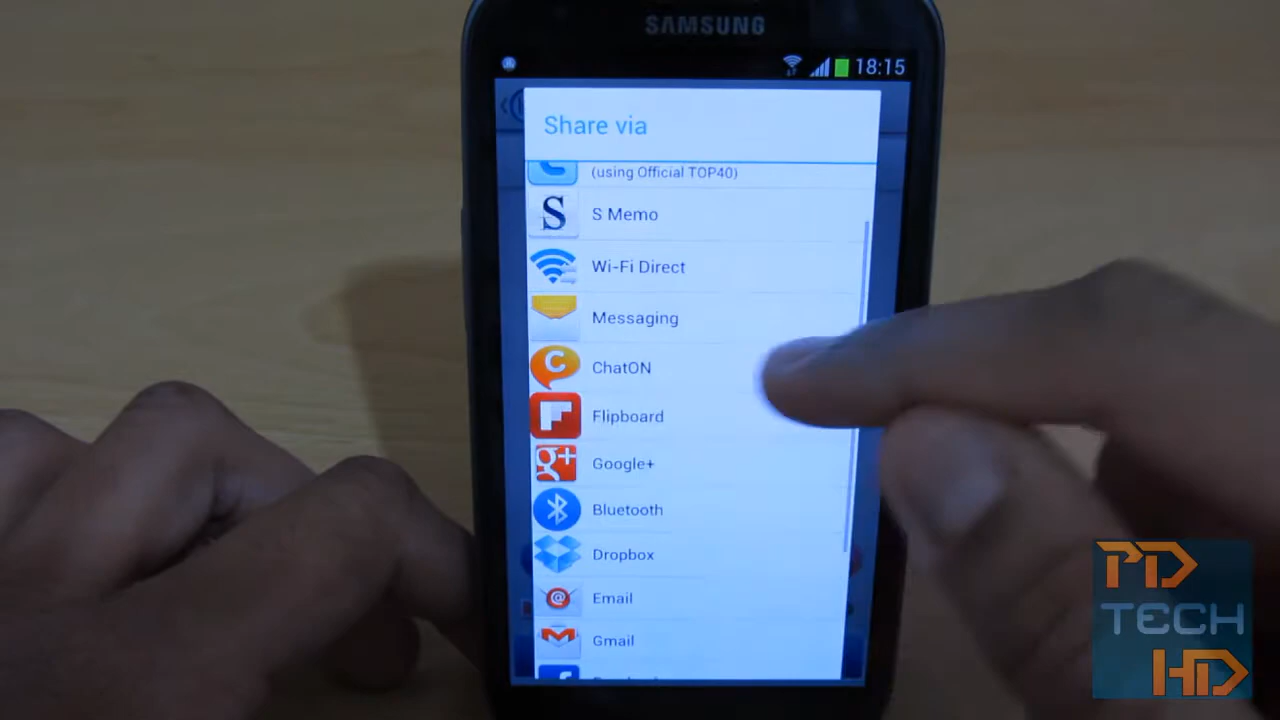 SAMSUNG
18:15
Share via
(using Official TOP40)
S Memo
S
Wi-Fi Direct
Messaging
ChatON
C
Flipboard
Google+
g+
Bluetooth
Dropbox
Email
@
Gmail
M
f
PD
TECH
HD